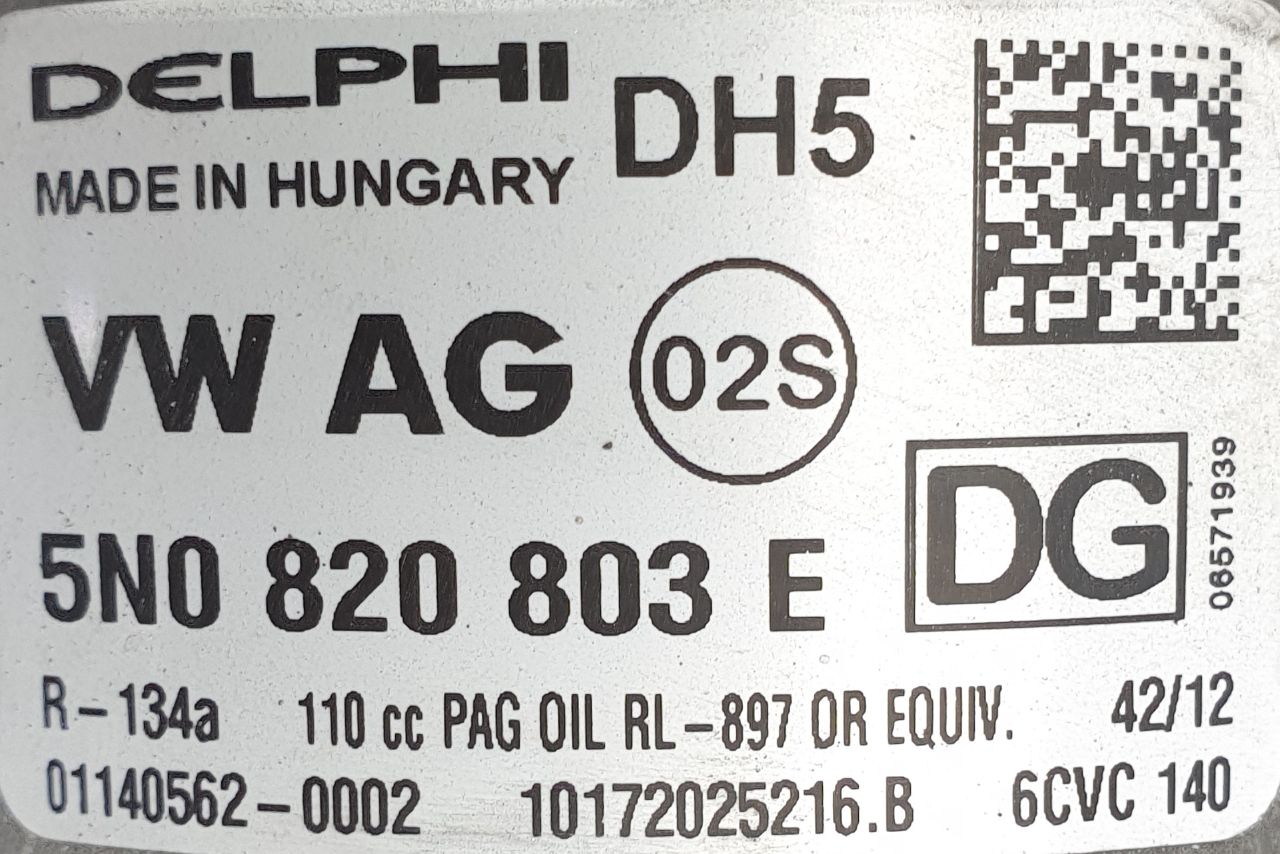 DELPHI DH5
MADE IN HUNGARY
VW AG 02S
DG 06571939
5N0 820 803 E
R-134a 110 cc PAG OIL RL-897 OR EQUIV. 42/12
01140562-0002 10172025216.B 6CVC 140